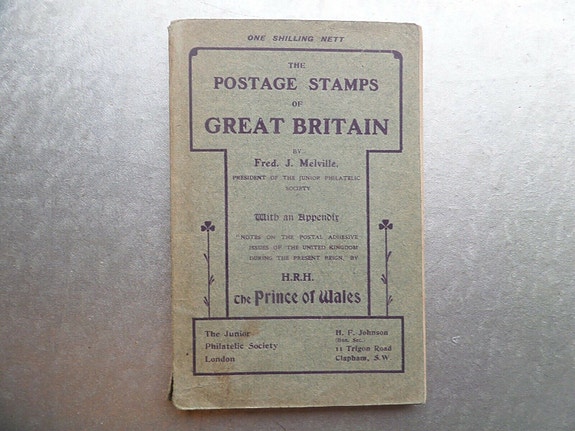 ONE SHILLING NETT
THE
POSTAGE STAMPS
OF
GREAT BRITAIN
BY
Fred. J. Melville,
PRESIDENT OF THE JUNIOR PHILATELIC
SOCIETY
With an Appendix
"NOTES ON THE POSTAL ADHESIVE
ISSUES OF THE UNITED KINGDOM
DURING THE PRESENT REIGN," BY
H.R.H.
The Prince of Wales
The Junior
Philatelic Society
London
H. F. Johnson
Hon. Sec.
11 Trigon Road
Clapham, S.W.